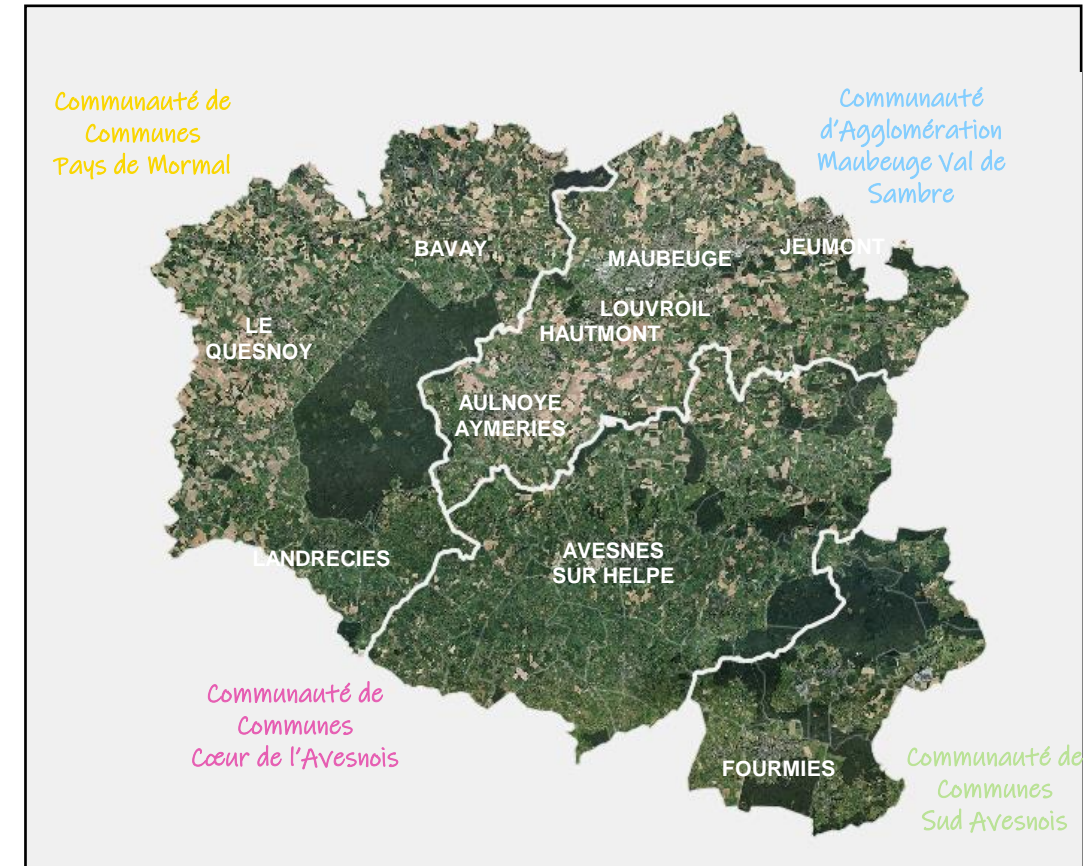 Communauté de
Communes
Pays de Mormal
Communauté
d'Agglomération
Maubeuge Val de
Sambre
BAVAY
MAUBEUGE
JEUMONT
LOUVROIL
HAUTMONT
LE
QUESNOY
AULNOYE
AYMERIES
LANDRECIES
AVESNES
SUR HELPE
Communauté de
Communes
Cœur de l'Avesnois
FOURMIES
Communauté de
Communes
Sud Avesnois